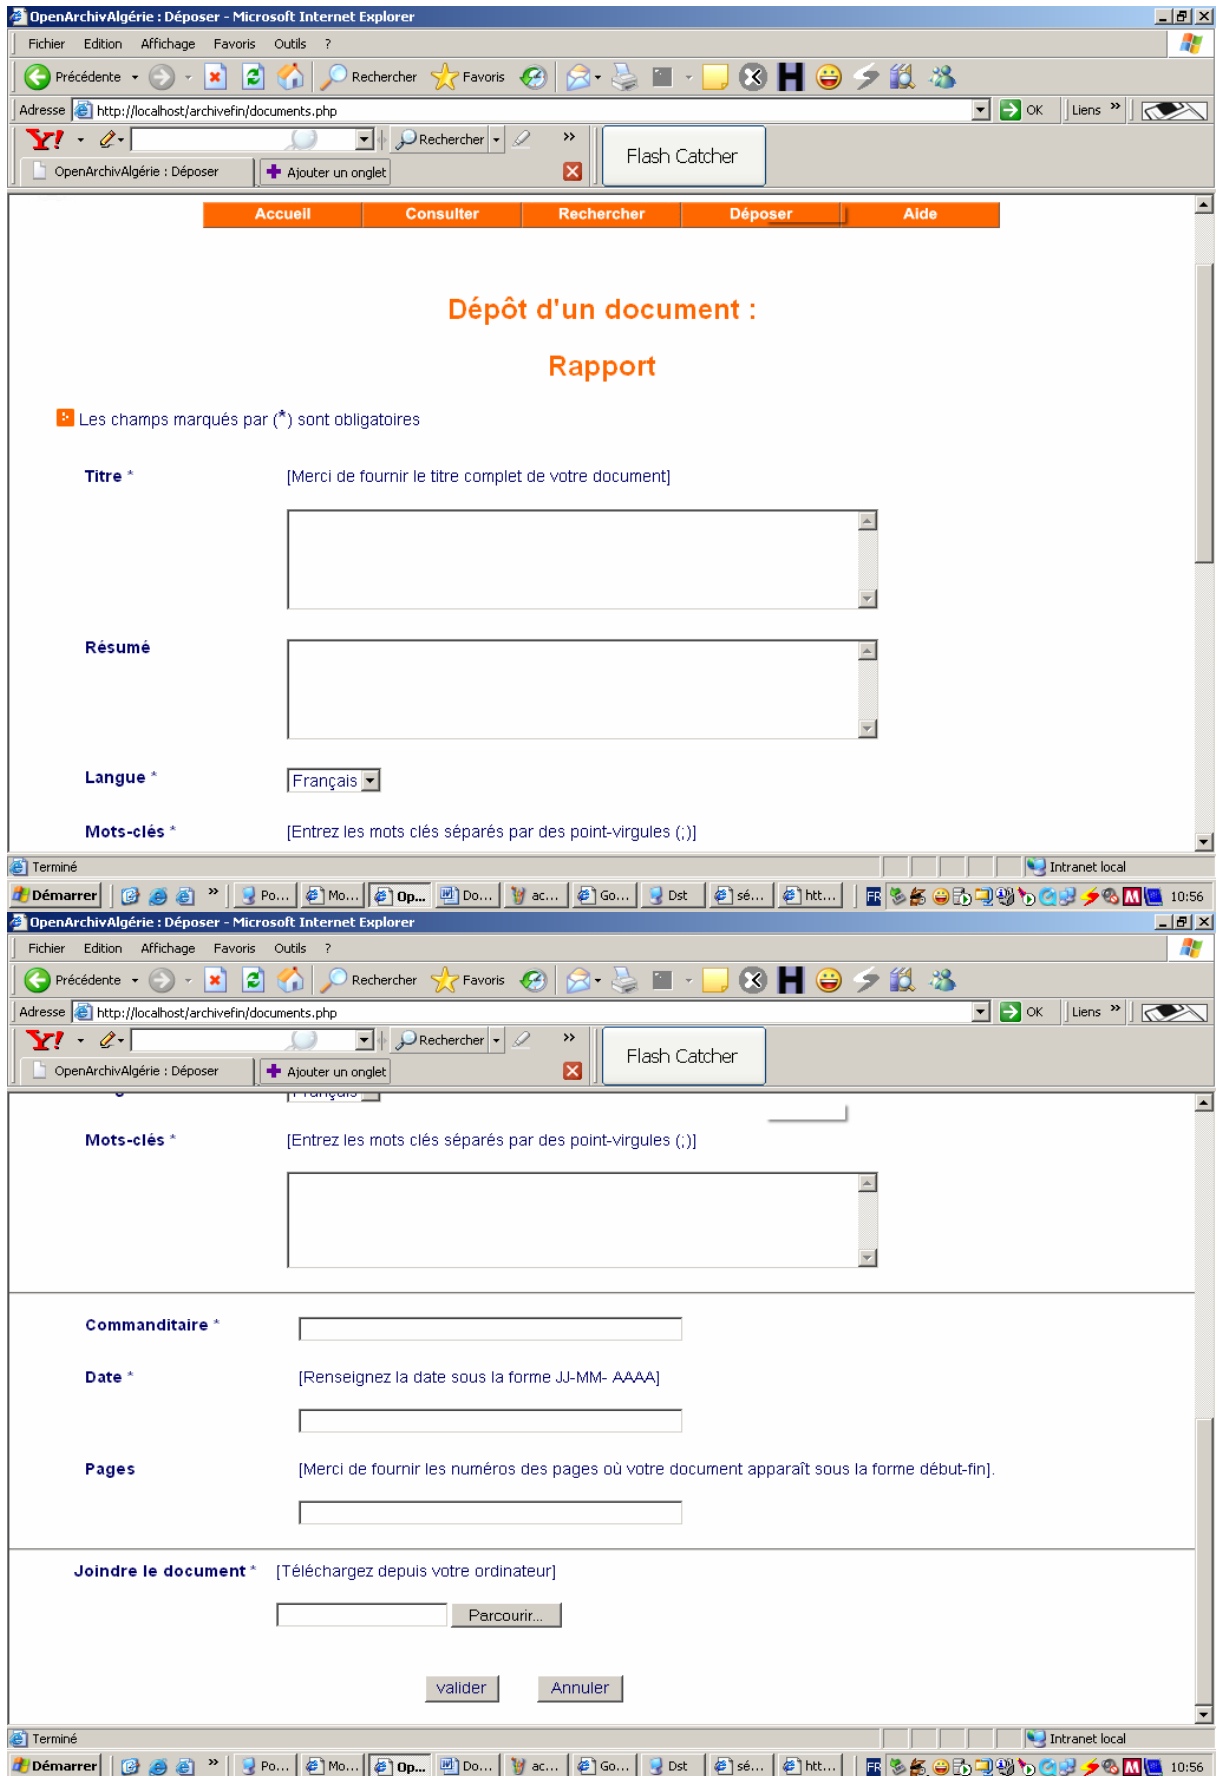 OpenArchivAlgérie : Déposer - Microsoft Internet Explorer
Fichier Edition Affichage Favoris Outils ?
Précédente Rechercher Favoris
Adresse http://localhost/archivefin/documents.php OK Liens »
Y! Rechercher » Flash Catcher
OpenArchivAlgérie : Déposer Ajouter un onglet
Accueil Consulter Rechercher Déposer Aide
Dépôt d'un document :
Rapport
Les champs marqués par (*) sont obligatoires
Titre * [Merci de fournir le titre complet de votre document]
Résumé
Langue * Français
Mots-clés * [Entrez les mots clés séparés par des point-virgules (;)]
Terminé Intranet local
Démarrer » Po... Mo... Op... Do... ac... Go... Dst sé... htt... FR 10:56
OpenArchivAlgérie : Déposer - Microsoft Internet Explorer
Fichier Edition Affichage Favoris Outils ?
Précédente Rechercher Favoris
Adresse http://localhost/archivefin/documents.php OK Liens »
Y! Rechercher » Flash Catcher
OpenArchivAlgérie : Déposer Ajouter un onglet
Français
Mots-clés * [Entrez les mots clés séparés par des point-virgules (;)]
Commanditaire *
Date * [Renseignez la date sous la forme JJ-MM- AAAA]
Pages [Merci de fournir les numéros des pages où votre document apparaît sous la forme début-fin].
Joindre le document * [Téléchargez depuis votre ordinateur]
Parcourir...
valider Annuler
Terminé Intranet local
Démarrer » Po... Mo... Op... Do... ac... Go... Dst sé... htt... FR 10:56